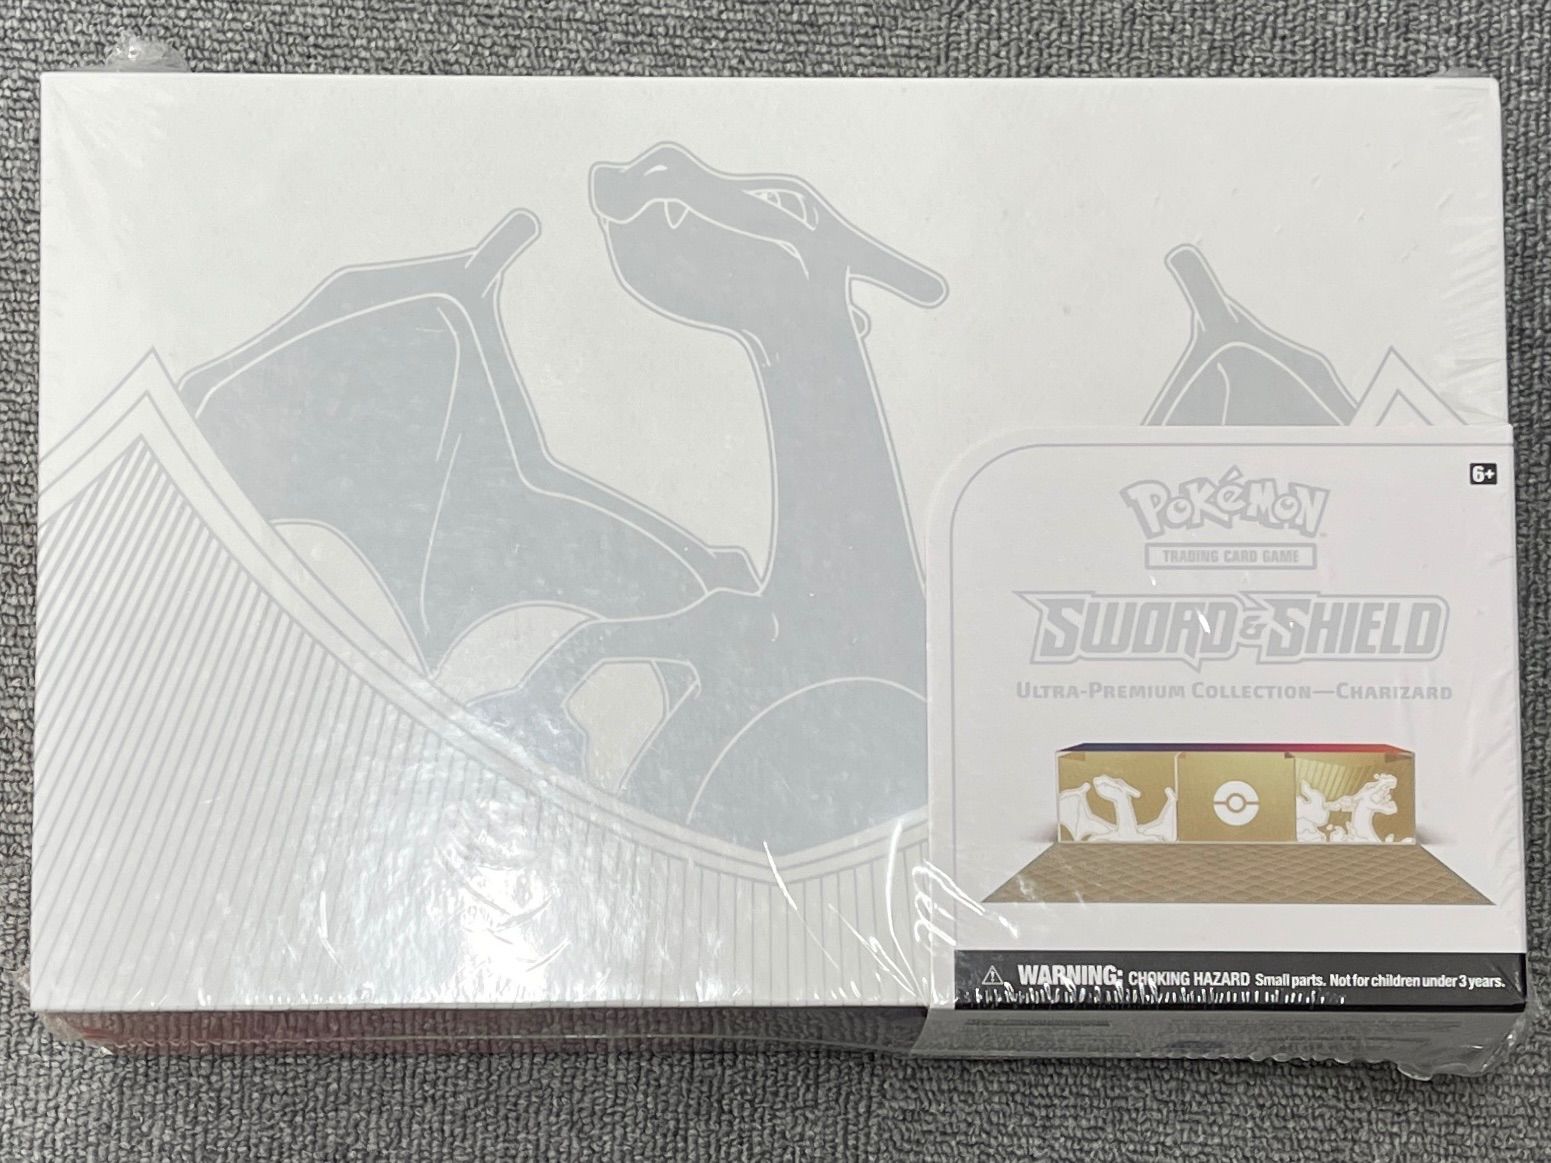 6+
POKéMON
TRADING CARD GAME
SWORD & SHIELD
ULTRA-PREMIUM COLLECTION—CHARIZARD
WARNING: CHOKING HAZARD Small parts. Not for children under 3 years.